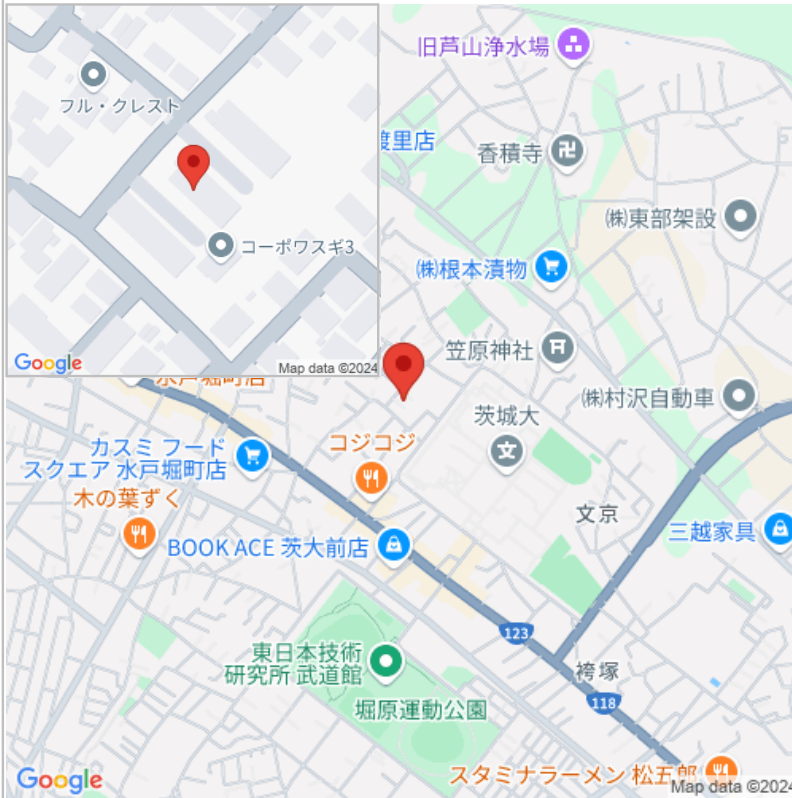 フル・クレスト
コーポワスギ3
Google
Map data ©2024
旧芦山浄水場
渡里店
香積寺
(株)東部架設
(株)根本漬物
笠原神社
水戸堀町店
(株)村沢自動車
茨城大
コジコジ
カスミ フード
スクエア 水戸堀町店
木の葉ずく
文京
三越家具
BOOK ACE 茨大前店
123
東日本技術
研究所 武道館
袴塚
堀原運動公園
118
スタミナラーメン 松五郎
Google
Map data ©2024